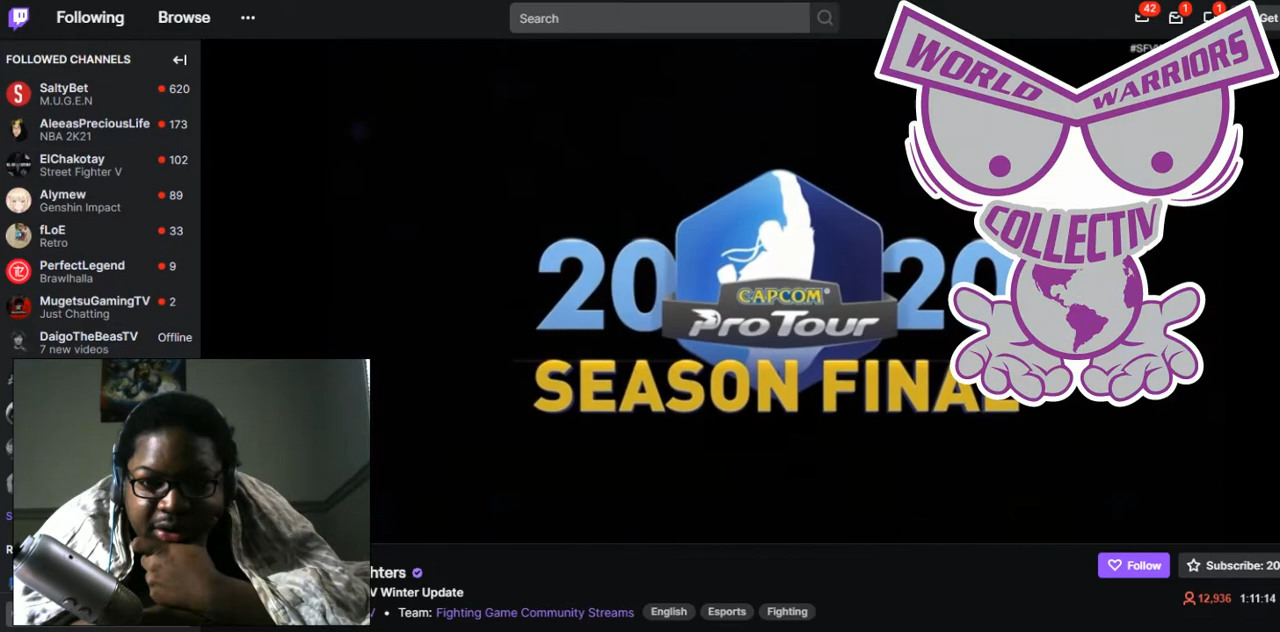 Following
Browse
Search
42
1
1
Get
FOLLOWED CHANNELS
SaltyBet
M.U.G.E.N
620
AleeasPreciousLife
NBA 2K21
173
ElChakotay
Street Fighter V
102
Alymew
Genshin Impact
89
fLoE
Retro
33
PerfectLegend
Brawlhalla
9
MugetsuGamingTV
Just Chatting
2
DaigoTheBeasTV
7 new videos
Offline
#SFV
WORLD WARRIORS
COLLECTIV
2020
CAPCOM
Pro Tour
SEASON FINAL
S
R
hters
V Winter Update
V • Team: Fighting Game Community Streams
English
Esports
Fighting
Follow
Subscribe: 20
12,936
1:11:14